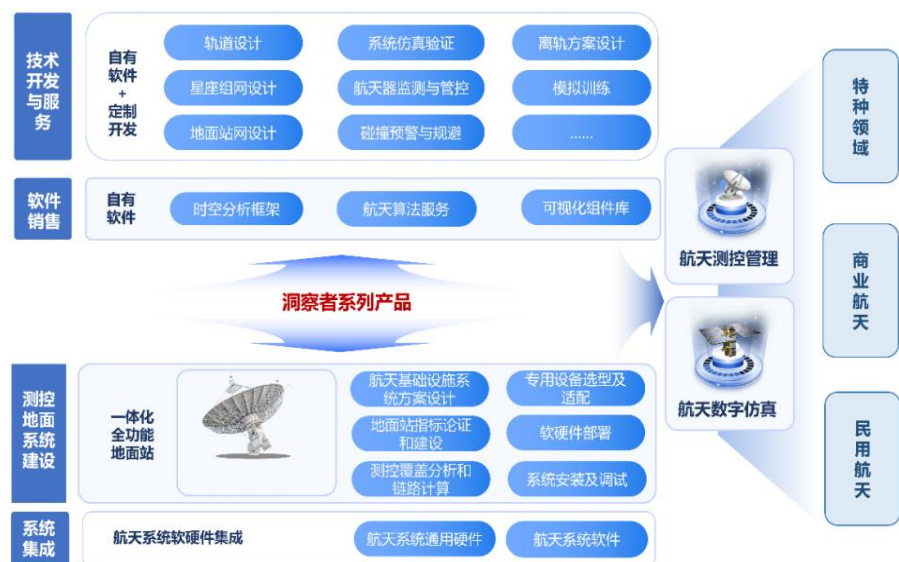 技术
开发
与服
务
自有
软件
+
定制
开发
轨道设计
系统仿真验证
离轨方案设计
星座组网设计
航天器监测与管控
模拟训练
地面站网设计
碰撞预警与规避
......
软件
销售
自有
软件
时空分析框架
航天算法服务
可视化组件库
洞察者系列产品
测控
地面
系统
建设
一体化
全功能
地面站
航天基础设施系
统方案设计
专用设备选型及
适配
地面站指标论证
和建设
软硬件部署
测控覆盖分析和
链路计算
系统安装及调试
系统
集成
航天系统软硬件集成
航天系统通用硬件
航天系统软件
航天测控管理
航天数字仿真
特种领域
商业航天
民用航天